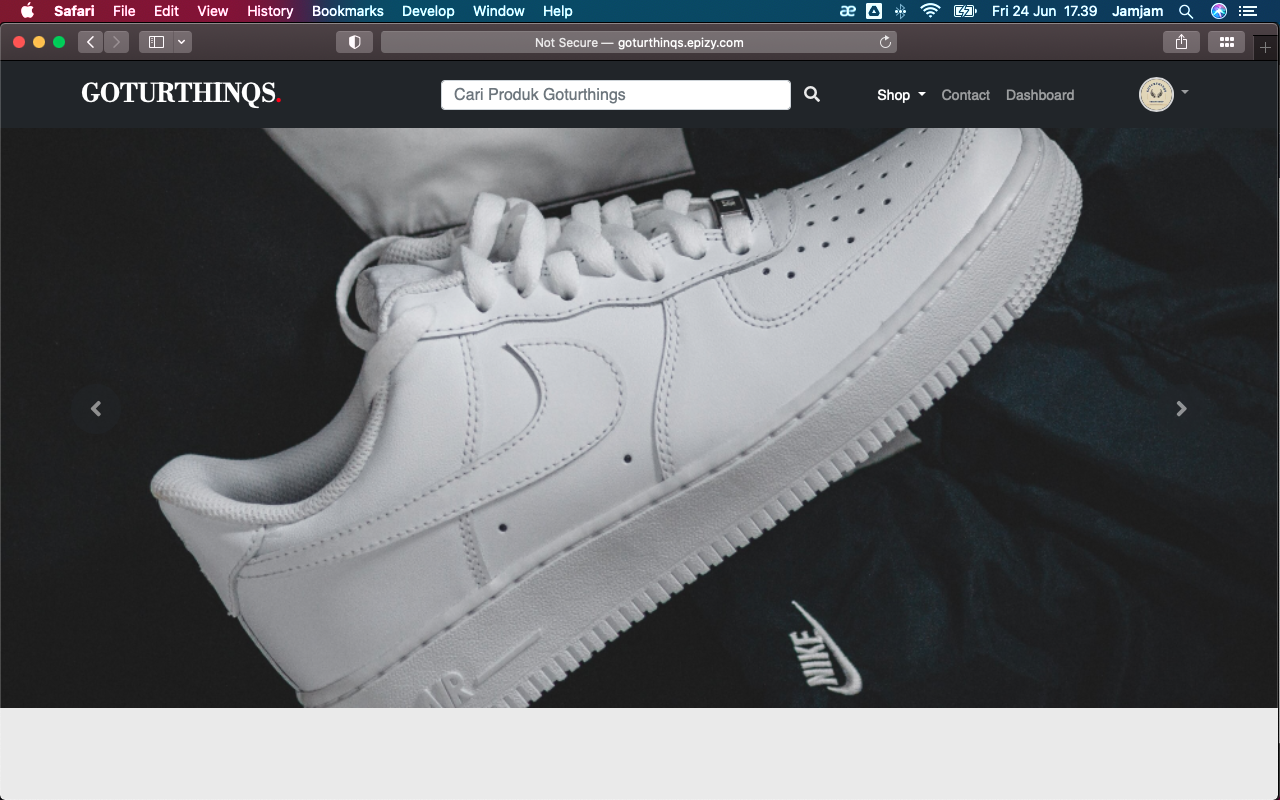 Safari File Edit View History Bookmarks Develop Window Help Fri 24 Jun 17.39 Jamjam
Not Secure — goturthinqs.epizy.com
GOTURTHINQS.
Cari Produk Goturthings
Shop Contact Dashboard
AIR
NIKE